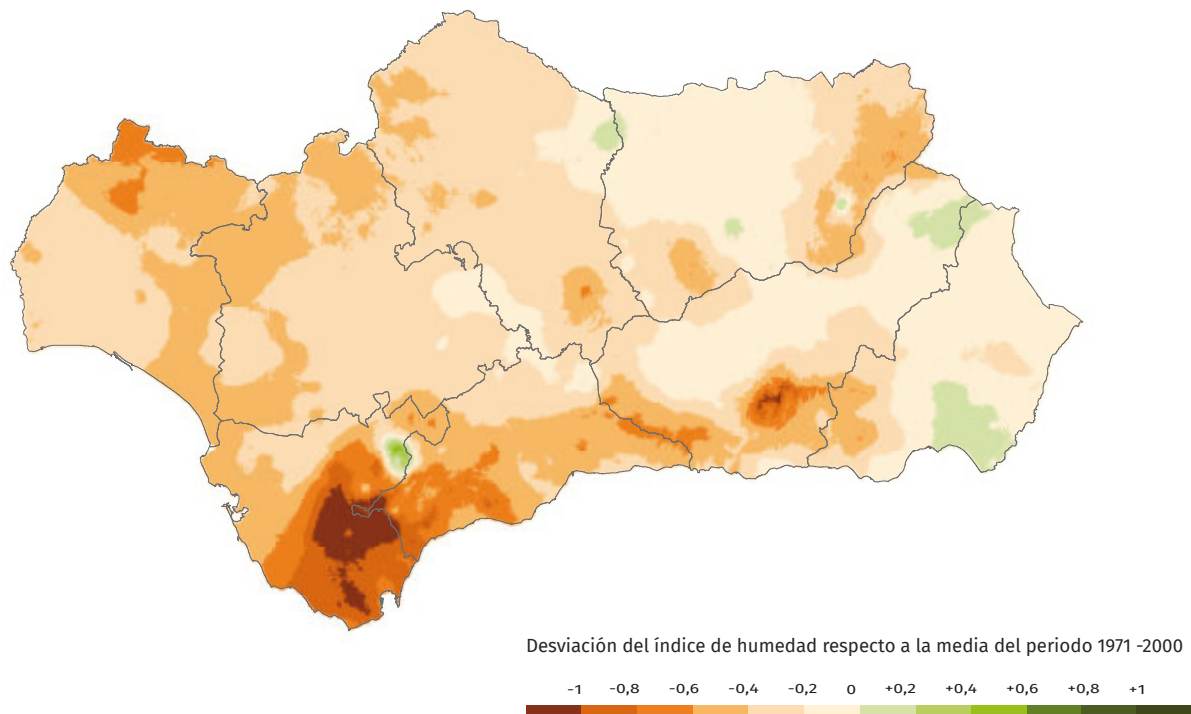 Desviación del índice de humedad respecto a la media del periodo 1971 -2000
-1 -0,8 -0,6 -0,4 -0,2 0 +0,2 +0,4 +0,6 +0,8 +1